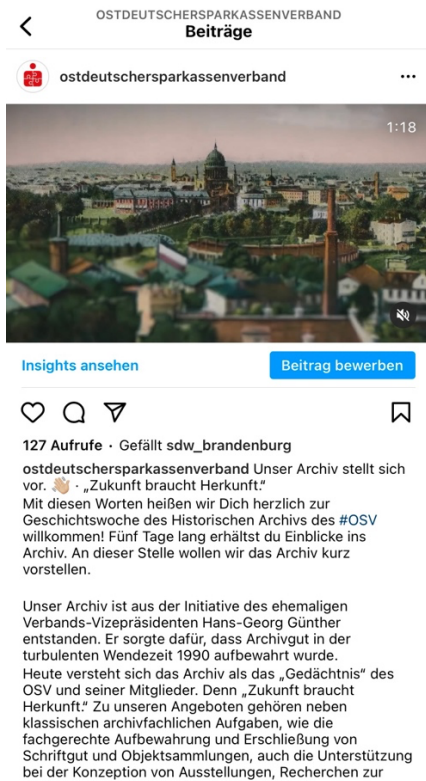 OSTDEUTSCHERSPARKASSENVERBAND
Beiträge
ostdeutschersparkassenverband
1:18
Insights ansehen
Beitrag bewerben
127 Aufrufe · Gefällt sdw_brandenburg
ostdeutschersparkassenverband Unser Archiv stellt sich
vor. 👋🏼 · „Zukunft braucht Herkunft.“
Mit diesen Worten heißen wir Dich herzlich zur
Geschichtswoche des Historischen Archivs des #OSV
willkommen! Fünf Tage lang erhältst du Einblicke ins
Archiv. An dieser Stelle wollen wir das Archiv kurz
vorstellen.
Unser Archiv ist aus der Initiative des ehemaligen
Verbands-Vizepräsidenten Hans-Georg Günther
entstanden. Er sorgte dafür, dass Archivgut in der
turbulenten Wendezeit 1990 aufbewahrt wurde.
Heute versteht sich das Archiv als das „Gedächtnis“ des
OSV und seiner Mitglieder. Denn „Zukunft braucht
Herkunft.“ Zu unseren Angeboten gehören neben
klassischen archivfachlichen Aufgaben, wie die
fachgerechte Aufbewahrung und Erschließung von
Schriftgut und Objektsammlungen, auch die Unterstützung
bei der Konzeption von Ausstellungen, Recherchen zur